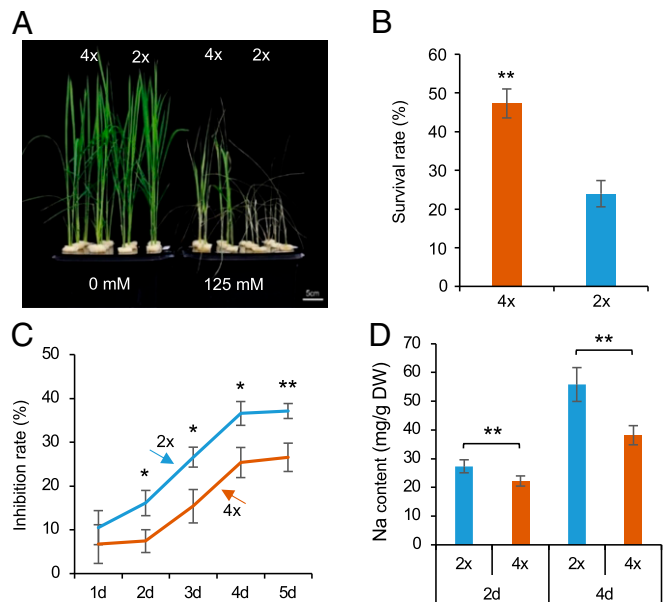 A
4x 2x 4x 2x
0 mM 125 mM
5cm
B
Survival rate (%)
60
50
40
30
20
10
0
**
4x 2x
C
Inhibition rate (%)
50
40
30
20
10
0
* * * **
2x
4x
1d 2d 3d 4d 5d
D
Na content (mg/g DW)
70
60
50
40
30
20
10
0
** **
2x 4x 2x 4x
2d 4d